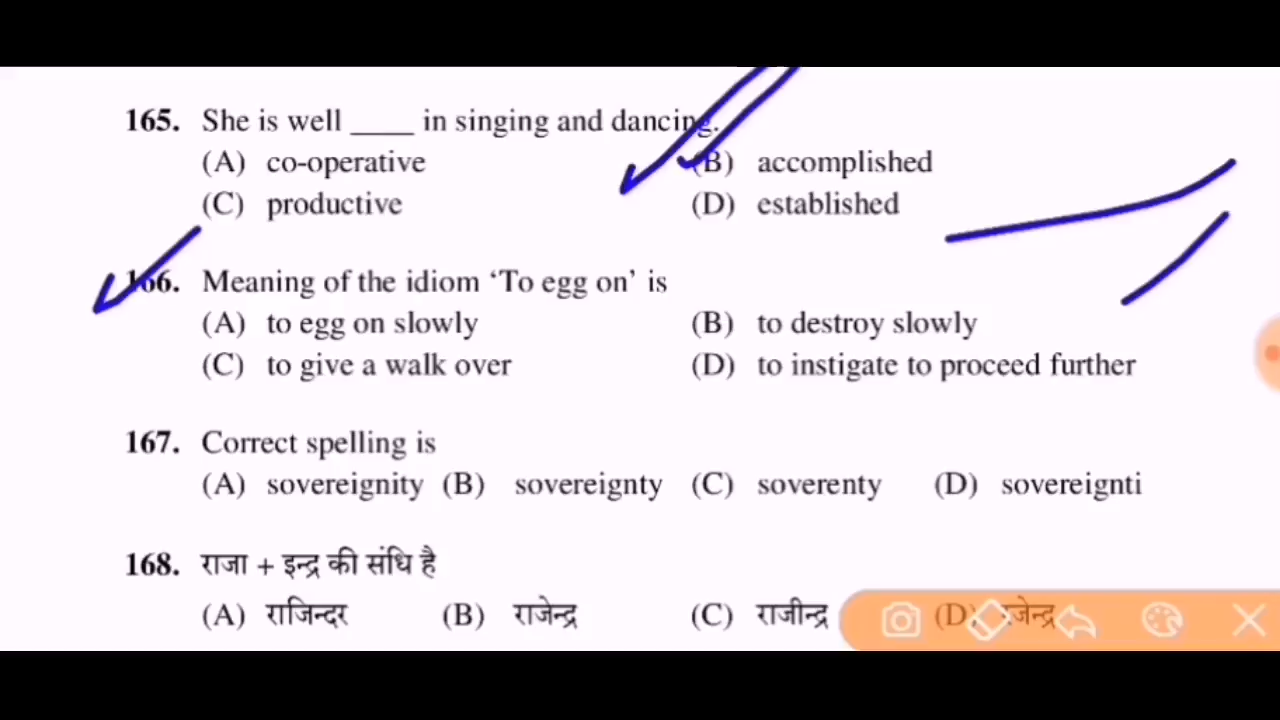 165. She is well ____ in singing and dancing.
(A) co-operative (B) accomplished
(C) productive (D) established
166. Meaning of the idiom ‘To egg on’ is
(A) to egg on slowly (B) to destroy slowly
(C) to give a walk over (D) to instigate to proceed further
167. Correct spelling is
(A) sovereignity (B) sovereignty (C) soverenty (D) sovereignti
168. राजा + इन्द्र की संधि है
(A) राजिन्दर (B) राजेन्द्र (C) राजीन्द्र (D)